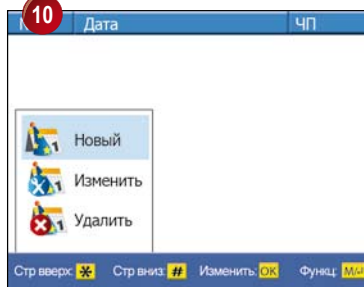 10
Дата ЧП
Новый
Изменить
Удалить
Стр вверх: * Стр вниз: # Изменить: OK Функц: